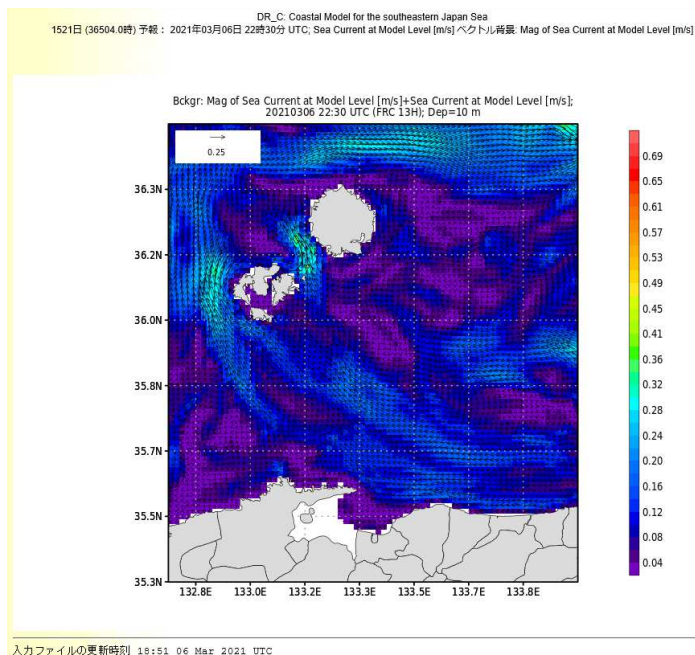 DR_C: Coastal Model for the southeastern Japan Sea
1521日 (36504.0時) 予報 : 2021年03月06日 22時30分 UTC; Sea Current at Model Level [m/s] ベクトル背景: Mag of Sea Current at Model Level [m/s]
Bckgr: Mag of Sea Current at Model Level [m/s]+Sea Current at Model Level [m/s];
20210306 22:30 UTC (FRC 13H); Dep=10 m
0.25
36.3N
36.2N
36.0N
35.8N
35.7N
35.5N
35.3N
132.8E 133.0E 133.2E 133.3E 133.5E 133.7E 133.8E
0.69
0.65
0.61
0.57
0.53
0.49
0.45
0.41
0.36
0.32
0.28
0.24
0.20
0.16
0.12
0.08
0.04
入力ファイルの更新時刻 18:51 06 Mar 2021 UTC